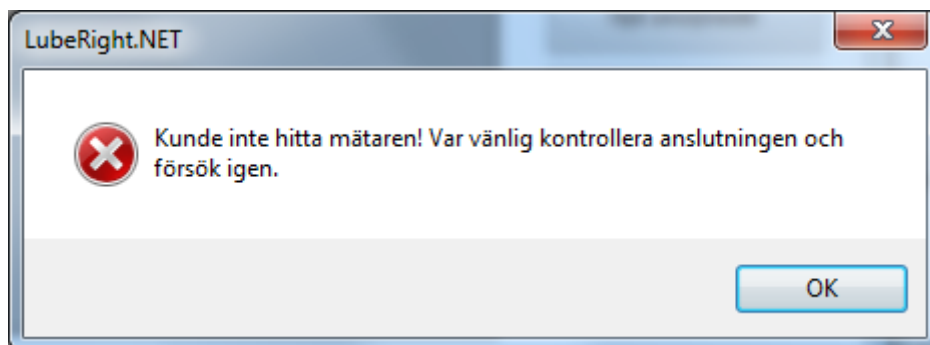 LubeRight.NET
Kunde inte hitta mätaren! Var vänlig kontrollera anslutningen och
försök igen.
OK